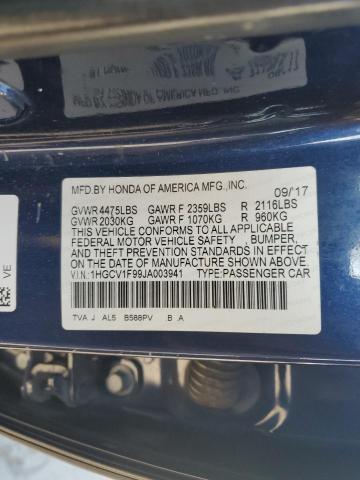 MFD. BY HONDA OF AMERICA MFG., INC. 09/17
GVWR 4475LBS GAWR F 2359LBS R 2116LBS
GVWR 2030KG GAWR F 1070KG R 960KG
THIS VEHICLE CONFORMS TO ALL APPLICABLE
FEDERAL MOTOR VEHICLE SAFETY , BUMPER,
AND THEFT PREVENTION STANDARDS IN EFFECT
ON THE DATE OF MANUFACTURE SHOWN ABOVE.
V.I.N.:1HGCV1F99JA003941 TYPE:PASSENGER CAR
TVA J AL5 B588PV .B .A
VE